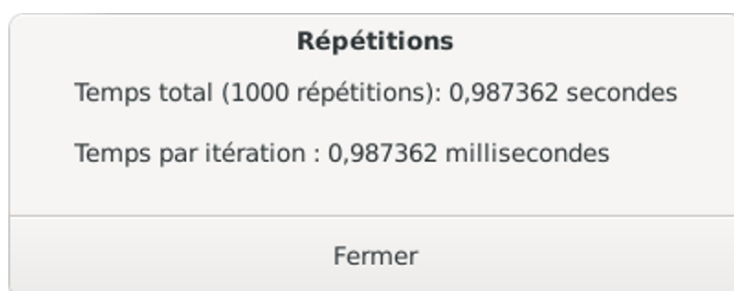 Répétitions
Temps total (1000 répétitions): 0,987362 secondes
Temps par itération : 0,987362 millisecondes
Fermer